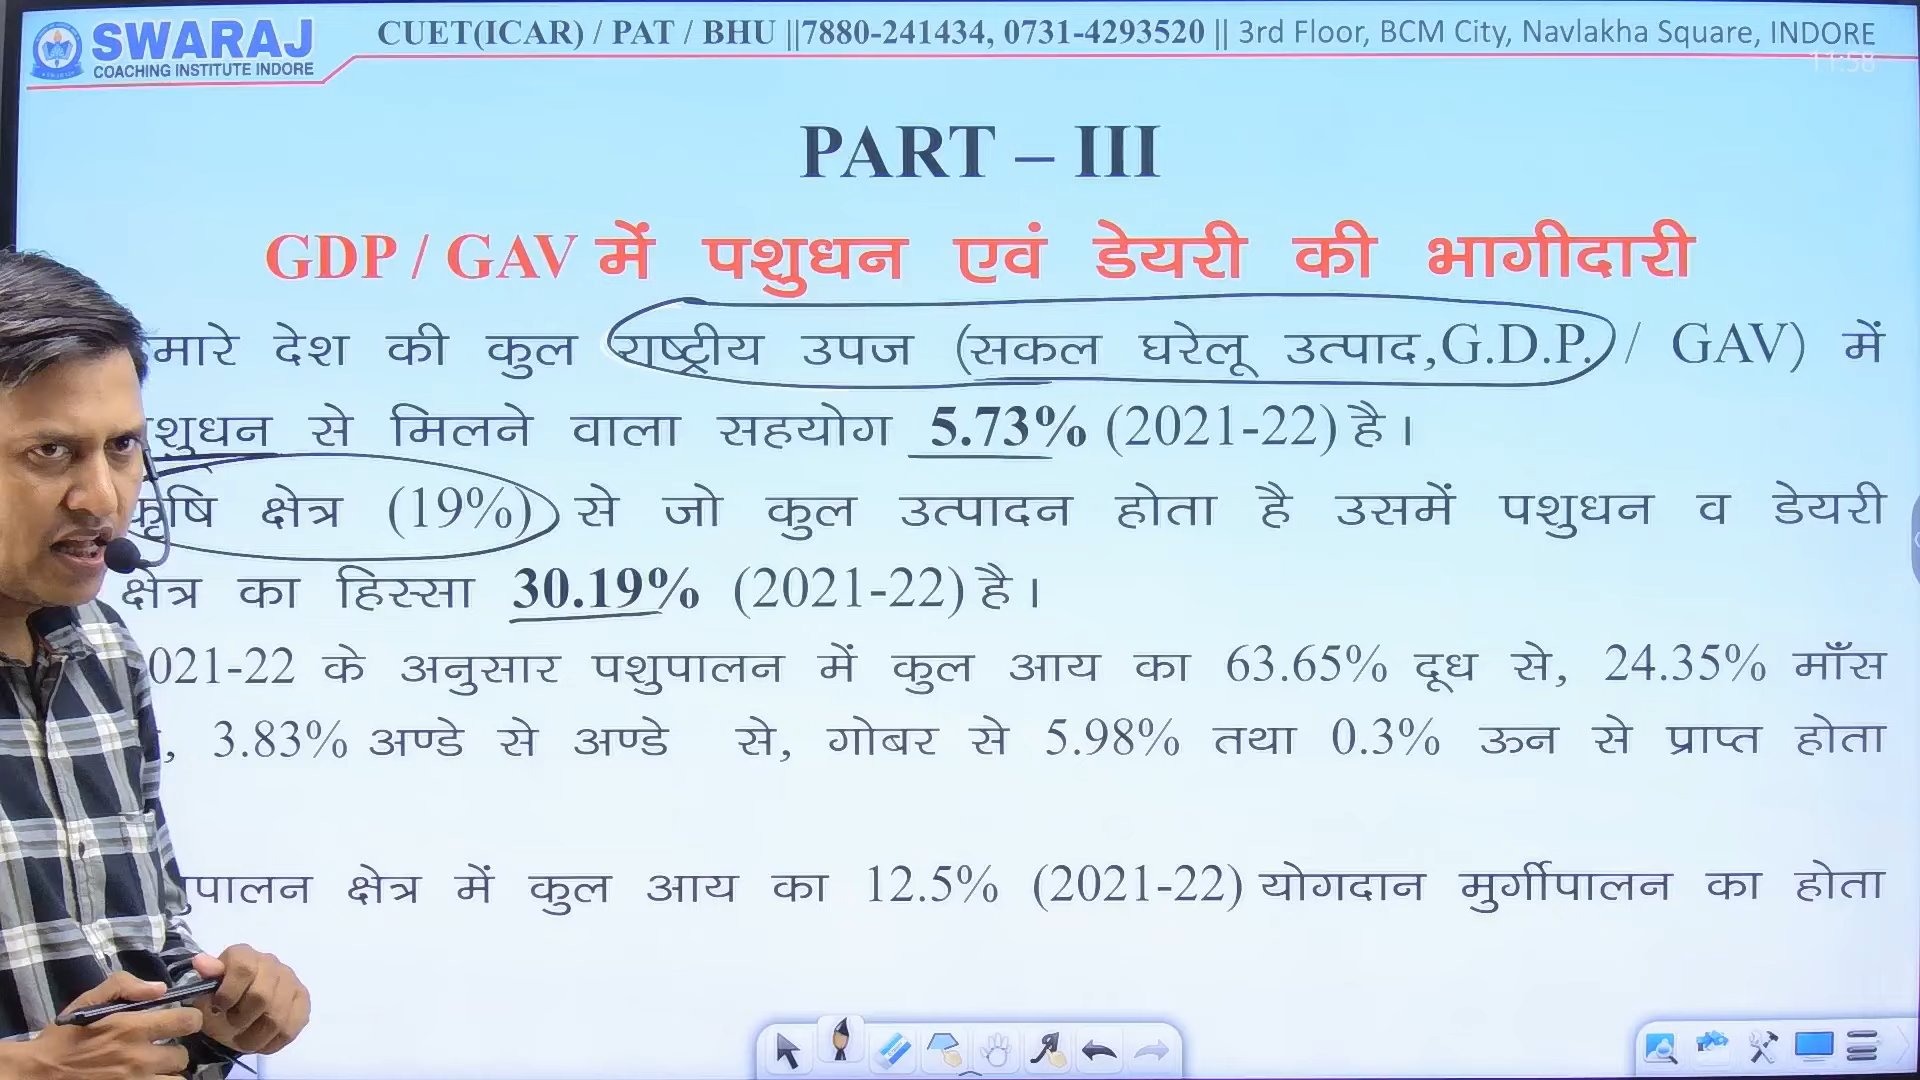 SWARAJ
COACHING INSTITUTE INDORE
CUET(ICAR) / PAT / BHU ||7880-241434, 0731-4293520 || 3rd Floor, BCM City, Navlakha Square, INDORE
11:58
PART – III
GDP / GAV में पशुधन एवं डेयरी की भागीदारी
मारे देश की कुल राष्ट्रीय उपज (सकल घरेलू उत्पाद,G.D.P. / GAV) में
शुधन से मिलने वाला सहयोग 5.73% (2021-22) है।
कृषि क्षेत्र (19%) से जो कुल उत्पादन होता है उसमें पशुधन व डेयरी
क्षेत्र का हिस्सा 30.19% (2021-22) है।
021-22 के अनुसार पशुपालन में कुल आय का 63.65% दूध से, 24.35% माँस
, 3.83% अण्डे से अण्डे से, गोबर से 5.98% तथा 0.3% ऊन से प्राप्त होता
ुपालन क्षेत्र में कुल आय का 12.5% (2021-22) योगदान मुर्गीपालन का होता